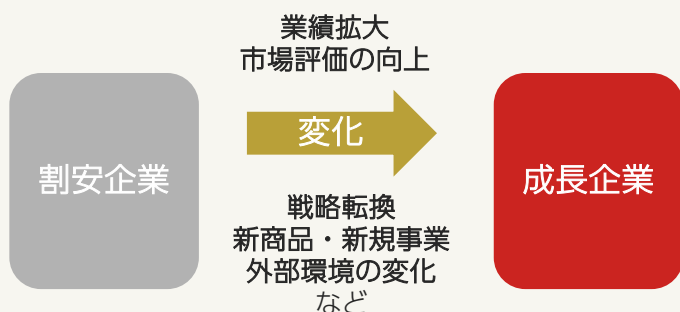 業績拡大
市場評価の向上
割安企業
変化
成長企業
戦略転換
新商品・新規事業
外部環境の変化
など